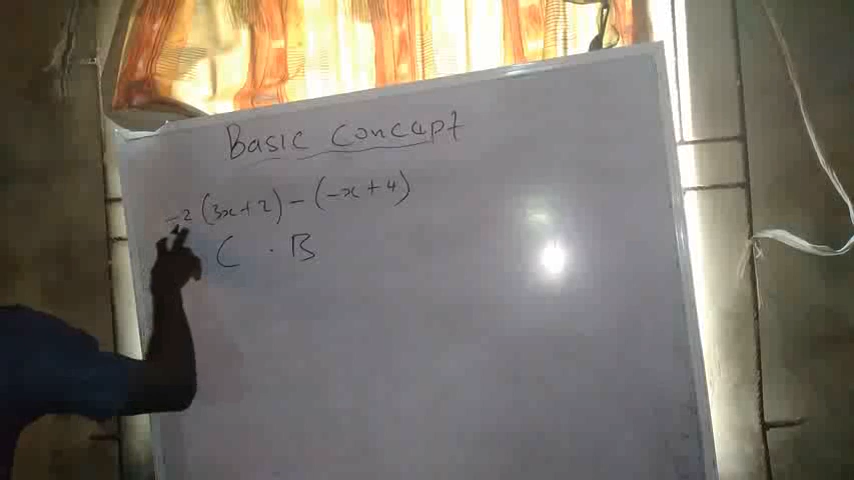 Basic Concept
-2 (3x+2) - (-x + 4)
C . B